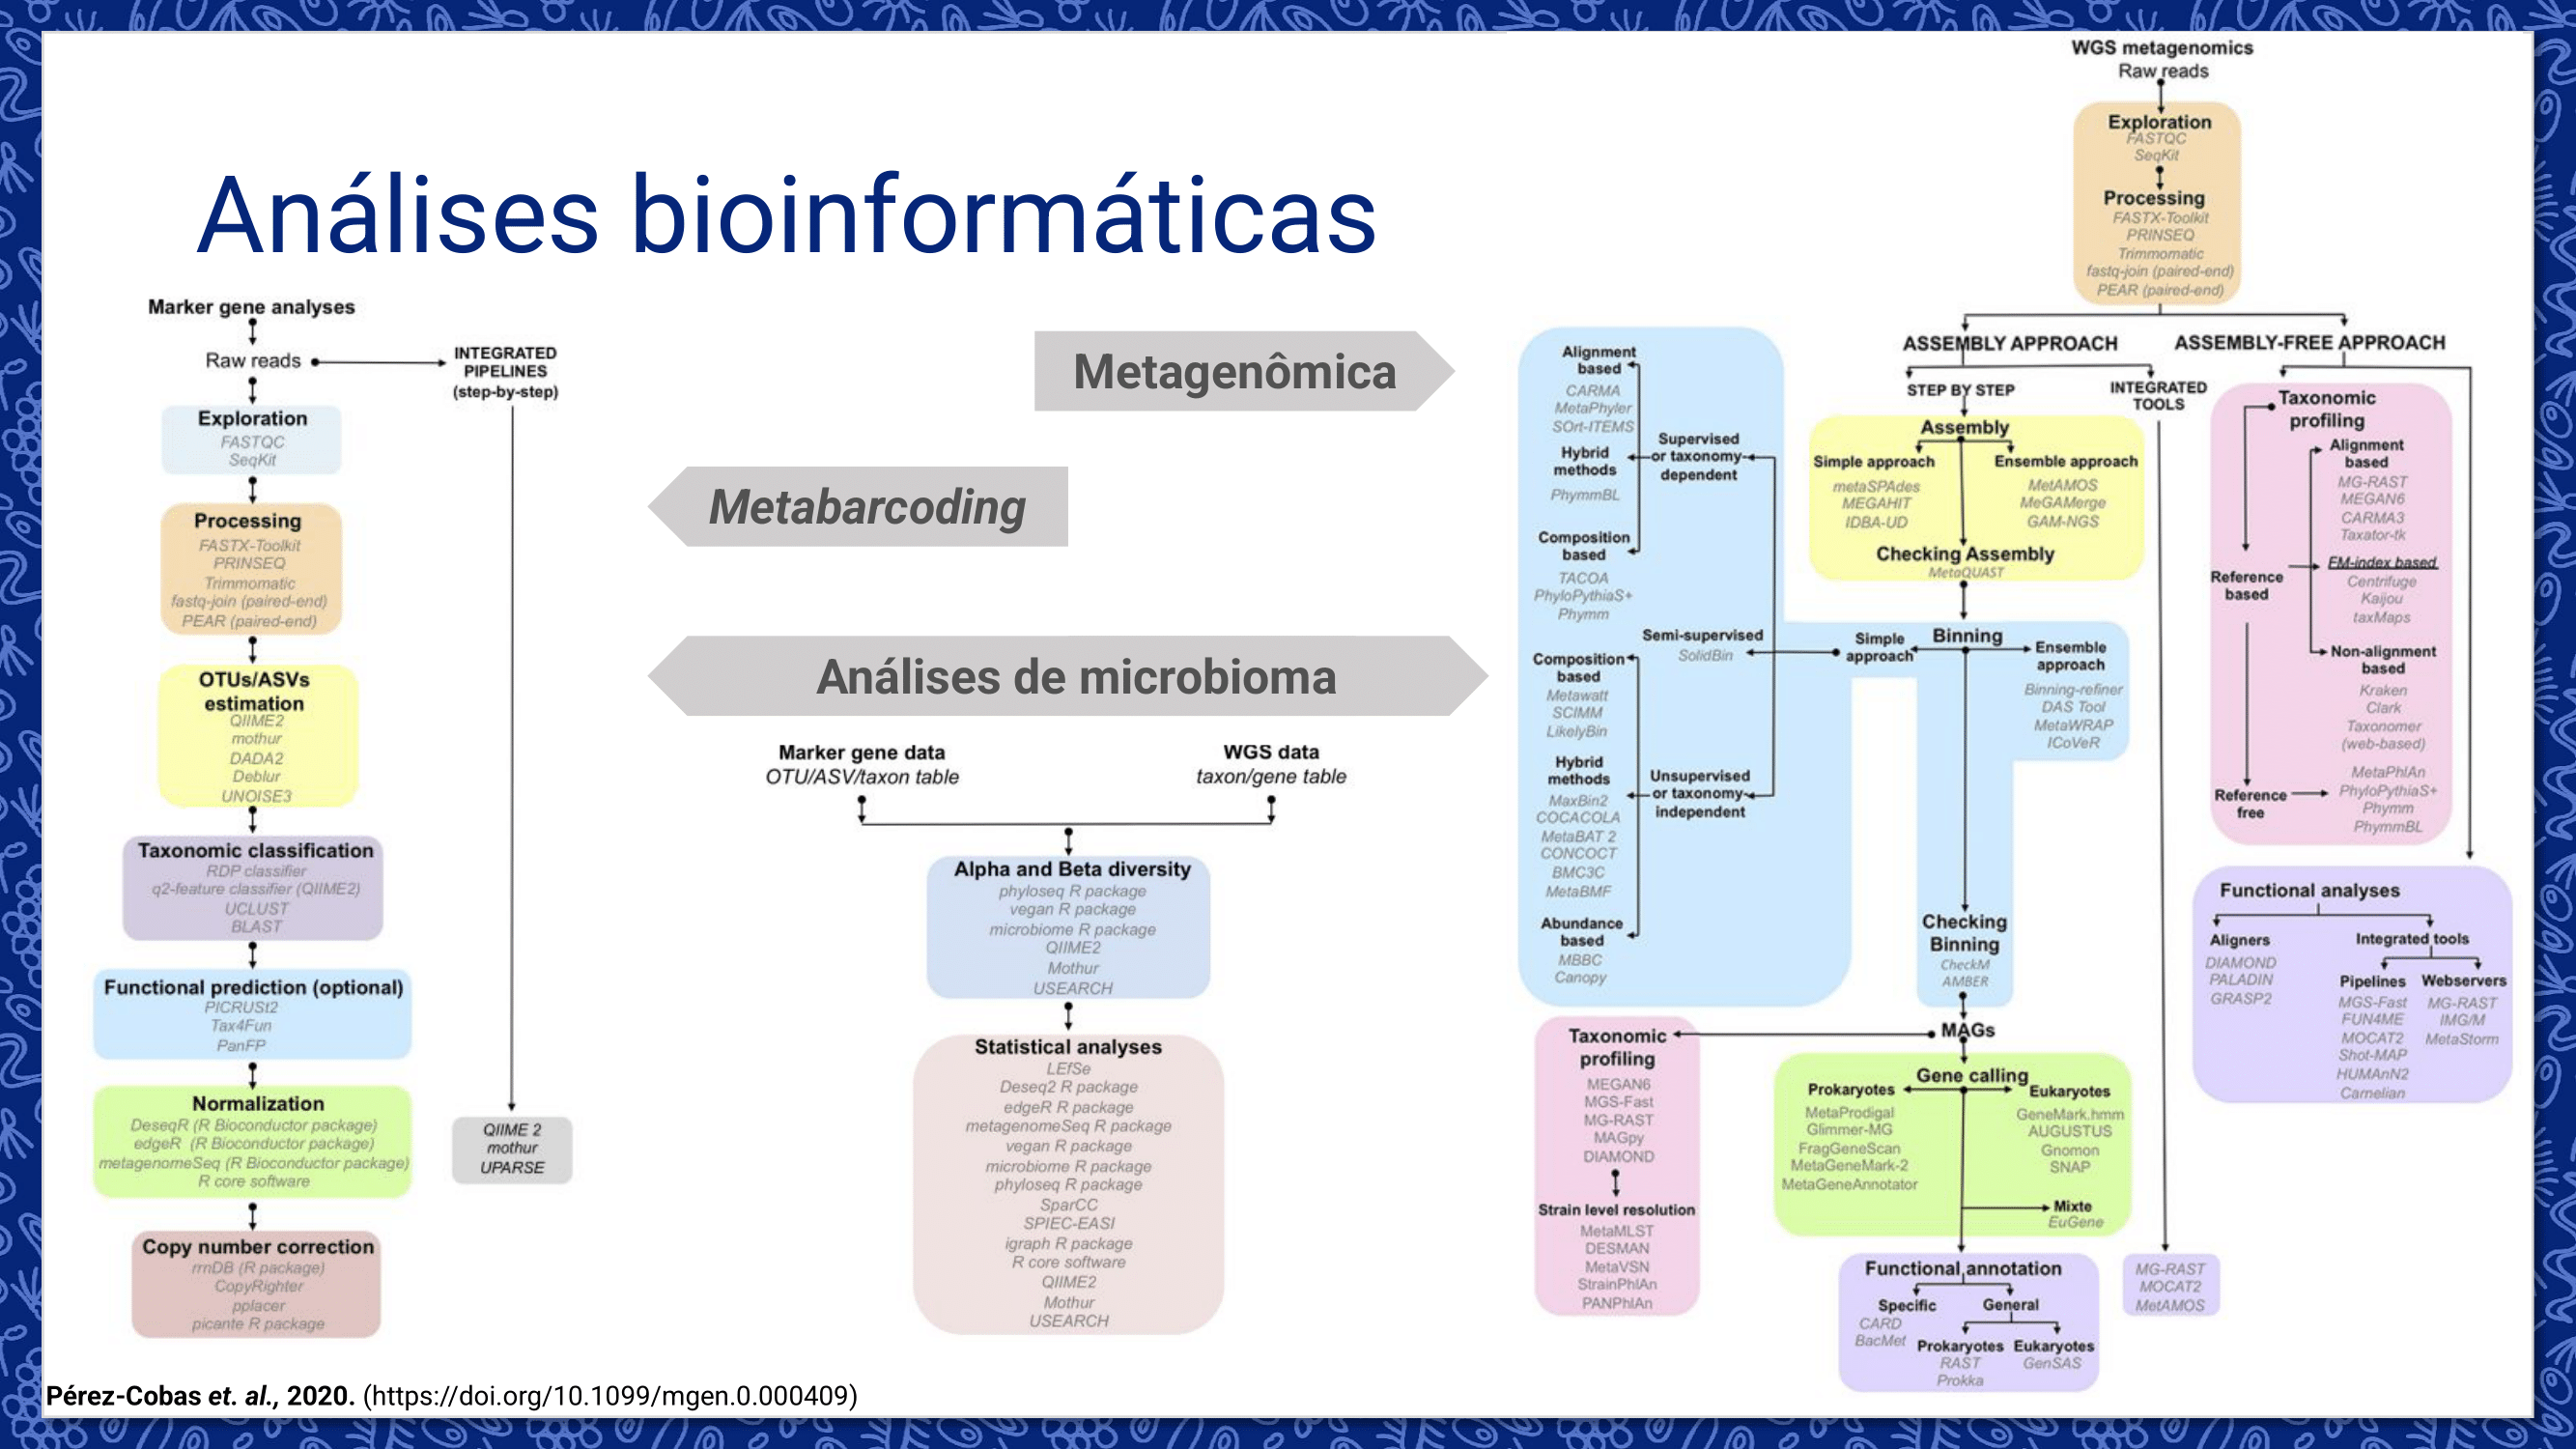 Análises bioinformáticas
Marker gene analyses
Raw reads
INTEGRATED
PIPELINES
(step-by-step)
Exploration
FASTQC
SeqKit
Processing
FASTX-Toolkit
PRINSEQ
Trimmomatic
fastq-join (paired-end)
PEAR (paired-end)
OTUs/ASVs
estimation
QIIME2
mothur
DADA2
Deblur
UNOISE3
Taxonomic classification
RDP classifier
q2-feature classifier (QIIME2)
UCLUST
BLAST
Functional prediction (optional)
PICRUSt2
Tax4Fun
PanFP
Normalization
DeseqR (R Bioconductor package)
edgeR (R Bioconductor package)
metagenomeSeq (R Bioconductor package)
R core software
Copy number correction
rrnDB (R package)
CopyRighter
pplacer
picante R package
QIIME 2
mothur
UPARSE
Metagenômica
Metabarcoding
Análises de microbioma
Marker gene data
OTU/ASV/taxon table
WGS data
taxon/gene table
Alpha and Beta diversity
phyloseq R package
vegan R package
microbiome R package
QIIME2
Mothur
USEARCH
Statistical analyses
LEfSe
Deseq2 R package
edgeR R package
metagenomeSeq R package
vegan R package
microbiome R package
phyloseq R package
SparCC
SPIEC-EASI
igraph R package
R core software
QIIME2
Mothur
USEARCH
WGS metagenomics
Raw reads
Exploration
FASTQC
SeqKit
Processing
FASTX-Toolkit
PRINSEQ
Trimmomatic
fastq-join (paired-end)
PEAR (paired-end)
ASSEMBLY APPROACH
ASSEMBLY-FREE APPROACH
STEP BY STEP
INTEGRATED
TOOLS
Assembly
Simple approach
metaSPAdes
MEGAHIT
IDBA-UD
Ensemble approach
MetAMOS
MeGAMerge
GAM-NGS
Checking Assembly
MetaQUAST
Binning
Simple
approach
Ensemble
approach
Binning-refiner
DAS Tool
MetaWRAP
ICoVeR
Supervised
or taxonomy
dependent
Alignment
based
CARMA
MetaPhyler
SOrt-ITEMS
Hybrid
methods
PhymmBL
Composition
based
TACOA
PhyloPythiaS+
Phymm
Semi-supervised
SolidBin
Composition
based
Metawatt
SCIMM
LikelyBin
Hybrid
methods
MaxBin2
COCACOLA
MetaBAT 2
CONCOCT
BMC3C
MetaBMF
Unsupervised
or taxonomy
independent
Abundance
based
MBBC
Canopy
Checking
Binning
CheckM
AMBER
MAGs
Taxonomic
profiling
MEGAN6
MGS-Fast
MG-RAST
MAGpy
DIAMOND
Strain level resolution
MetaMLST
DESMAN
MetaVSN
StrainPhlAn
PANPhlAn
Gene calling
Prokaryotes
MetaProdigal
Glimmer-MG
FragGeneScan
MetaGeneMark-2
MetaGeneAnnotator
Eukaryotes
GeneMark.hmm
AUGUSTUS
Gnomon
SNAP
Mixte
EuGene
Functional annotation
Specific
CARD
BacMet
General
Prokaryotes
RAST
Prokka
Eukaryotes
GenSAS
MG-RAST
MOCAT2
MetAMOS
Taxonomic
profiling
Alignment
based
MG-RAST
MEGAN6
CARMA3
Taxator-tk
Reference
based
FM-index based
Centrifuge
Kaijou
taxMaps
Non-alignment
based
Kraken
Clark
Taxonomer
(web-based)
Reference
free
MetaPhlAn
PhyloPythiaS+
Phymm
PhymmBL
Functional analyses
Aligners
DIAMOND
PALADIN
GRASP2
Integrated tools
Pipelines
MGS-Fast
FUN4ME
MOCAT2
Shot-MAP
HUMAnN2
Carnelian
Webservers
MG-RAST
IMG/M
MetaStorm
Pérez-Cobas et. al., 2020. (https://doi.org/10.1099/mgen.0.000409)